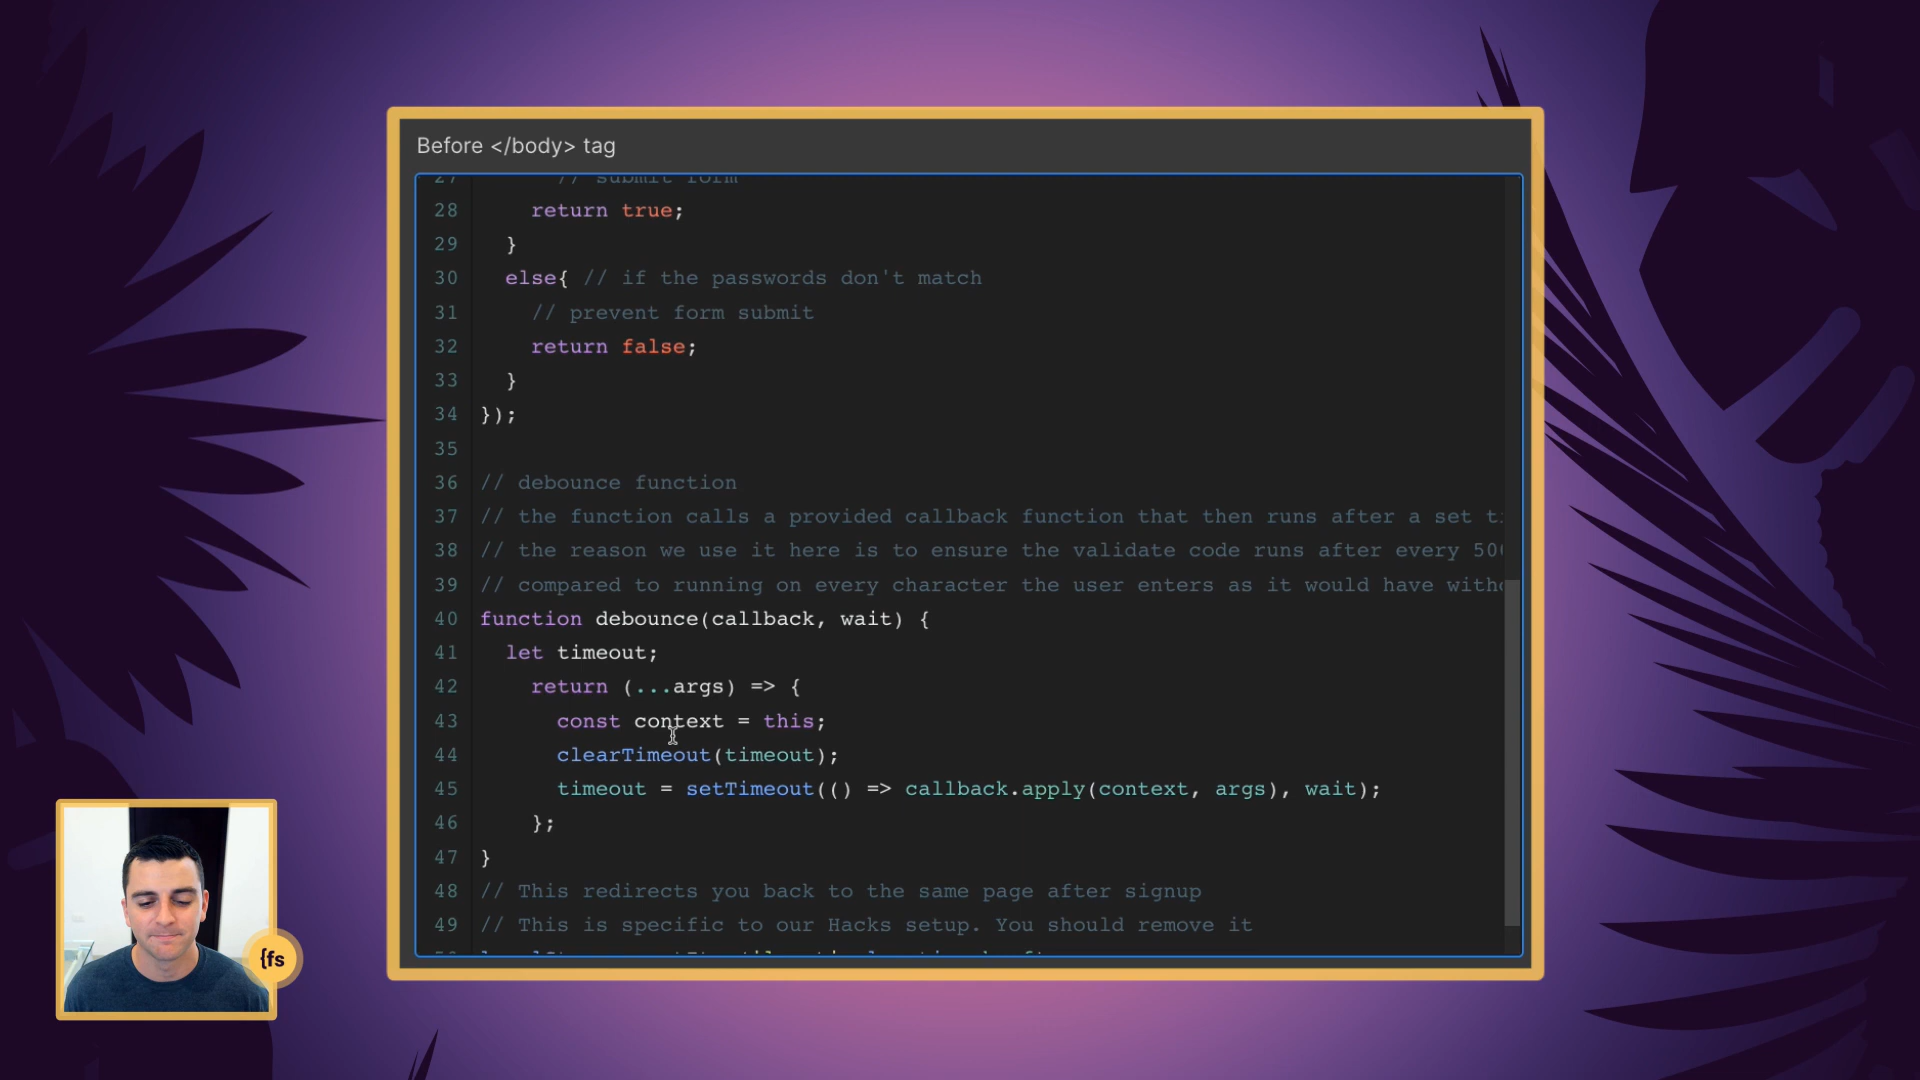 Before </body> tag
27 // submit form
28 return true;
29 }
30 else{ // if the passwords don't match
31 // prevent form submit
32 return false;
33 }
34 });
35
36 // debounce function
37 // the function calls a provided callback function that then runs after a set
38 // the reason we use it here is to ensure the validate code runs after every
39 // compared to running on every character the user enters as it would have
40 function debounce(callback, wait) {
41 let timeout;
42 return (...args) => {
43 const context = this;
44 clearTimeout(timeout);
45 timeout = setTimeout(() => callback.apply(context, args), wait);
46 };
47 }
48 // This redirects you back to the same page after signup
49 // This is specific to our Hacks setup. You should remove it
{fs